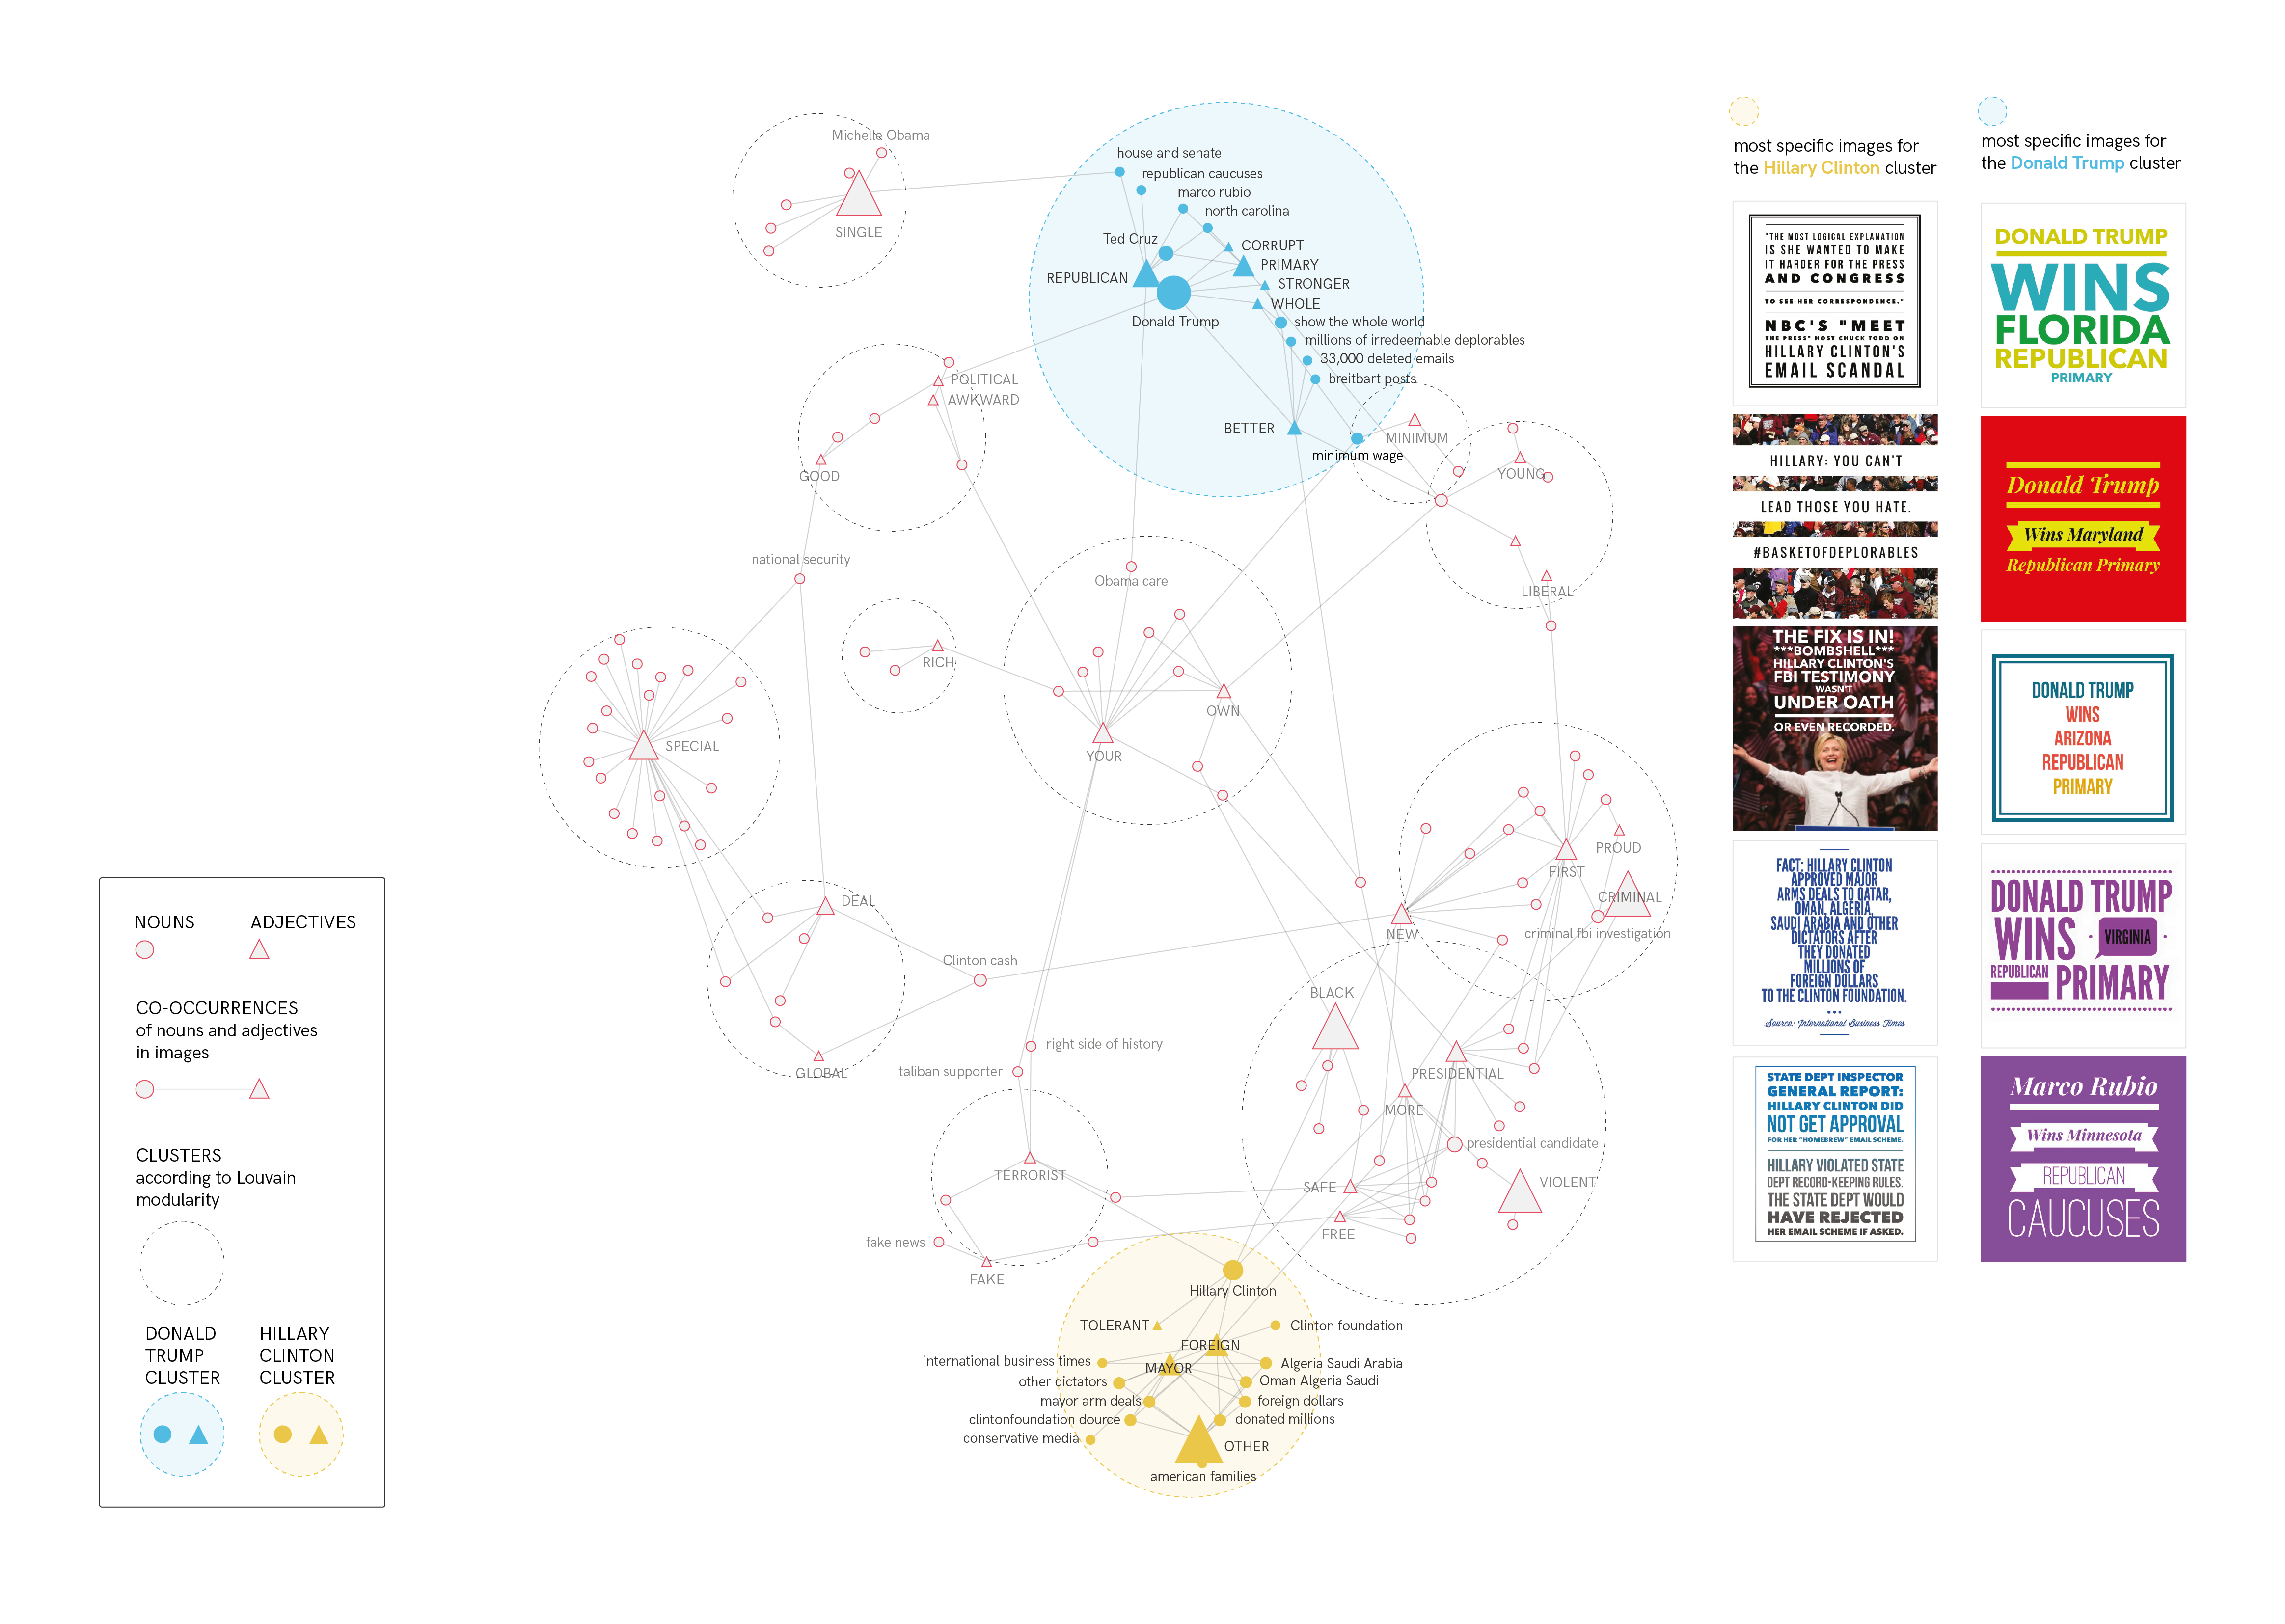 Michelle Obama
SINGLE
house and senate
republican caucuses
marco rubio
north carolina
Ted Cruz
CORRUPT
PRIMARY
REPUBLICAN
STRONGER
WHOLE
Donald Trump
show the whole world
millions of irredeemable deplorables
33,000 deleted emails
breitbart posts
BETTER
minimum wage
MINIMUM
YOUNG
LIBERAL
POLITICAL
AWKWARD
GOOD
national security
Obama care
RICH
OWN
YOUR
SPECIAL
DEAL
GLOBAL
Clinton cash
NEW
FIRST
PROUD
CRIMINAL
criminal fbi investigation
BLACK
PRESIDENTIAL
MORE
presidential candidate
SAFE
VIOLENT
FREE
right side of history
taliban supporter
TERRORIST
fake news
FAKE
Hillary Clinton
TOLERANT
Clinton foundation
FOREIGN
international business times
MAYOR
Algeria Saudi Arabia
other dictators
Oman Algeria Saudi
mayor arm deals
foreign dollars
clintonfoundation dource
donated millions
conservative media
OTHER
american families
NOUNS
ADJECTIVES
CO-OCCURRENCES
of nouns and adjectives
in images
CLUSTERS
according to Louvain
modularity
DONALD
TRUMP
CLUSTER
HILLARY
CLINTON
CLUSTER
most specific images for
the Hillary Clinton cluster
"THE MOST LOGICAL EXPLANATION
IS SHE WANTED TO MAKE
IT HARDER FOR THE PRESS
AND CONGRESS
TO SEE HER CORRESPONDENCE."
NBC'S "MEET
THE PRESS" HOST CHUCK TODD ON
HILLARY CLINTON'S
EMAIL SCANDAL
HILLARY: YOU CAN'T
LEAD THOSE YOU HATE.
#BASKETOFDEPLORABLES
THE FIX IS IN!
***BOMBSHELL***
HILLARY CLINTON'S
FBI TESTIMONY
WASN'T
UNDER OATH
OR EVEN RECORDED.
FACT: HILLARY CLINTON
APPROVED MAJOR
ARMS DEALS TO QATAR,
OMAN, ALGERIA,
SAUDI ARABIA AND OTHER
DICTATORS AFTER
THEY DONATED
MILLIONS OF
FOREIGN DOLLARS
TO THE CLINTON FOUNDATION.
Source: International Business Times
STATE DEPT INSPECTOR
GENERAL REPORT:
HILLARY CLINTON DID
NOT GET APPROVAL
FOR HER "HOMEBREW" EMAIL SCHEME.
HILLARY VIOLATED STATE
DEPT RECORD-KEEPING RULES.
THE STATE DEPT WOULD
HAVE REJECTED
HER EMAIL SCHEME IF ASKED.
most specific images for
the Donald Trump cluster
DONALD TRUMP
WINS
FLORIDA
REPUBLICAN
PRIMARY
Donald Trump
Wins Maryland
Republican Primary
DONALD TRUMP
WINS
ARIZONA
REPUBLICAN
PRIMARY
DONALD TRUMP
WINS
VIRGINIA
REPUBLICAN
PRIMARY
Marco Rubio
Wins Minnesota
REPUBLICAN
CAUCUSES